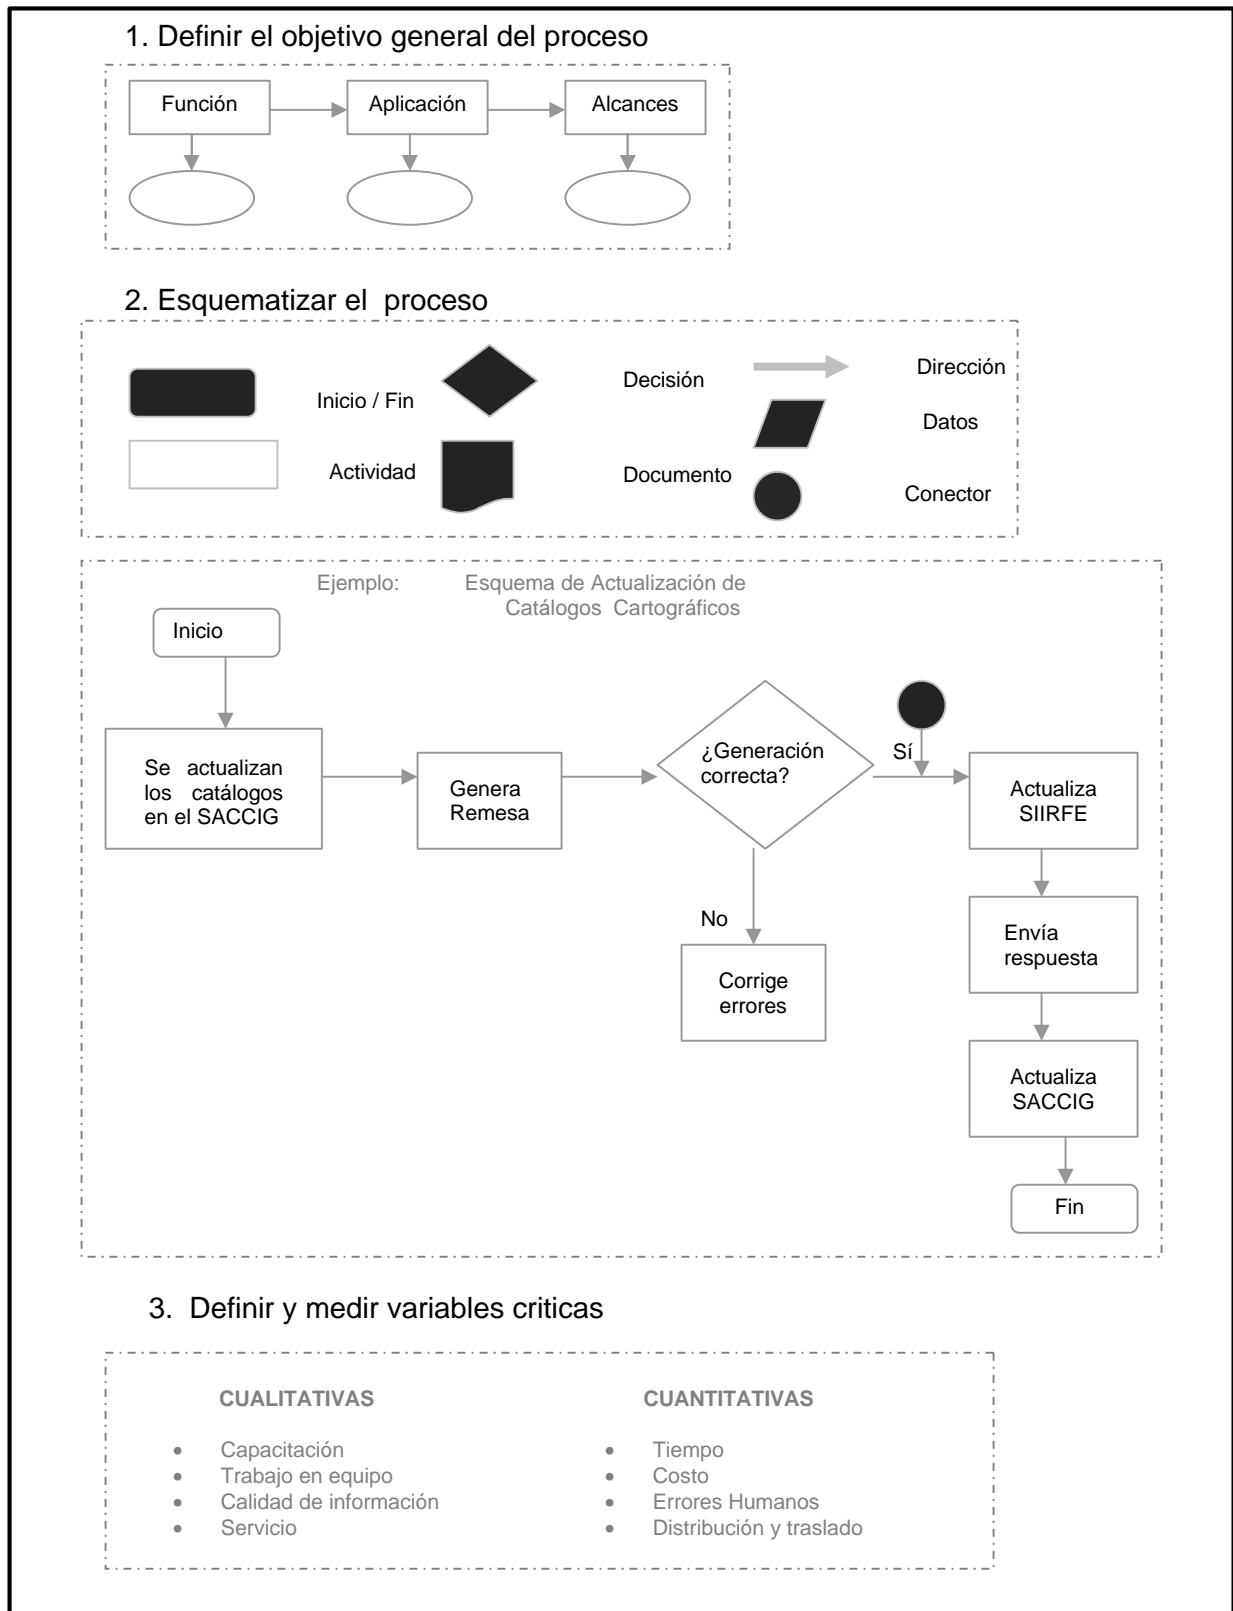 1. Definir el objetivo general del proceso
Función
Aplicación
Alcances
2. Esquematizar el proceso
Inicio / Fin
Decisión
Dirección
Actividad
Documento
Datos
Conector
Ejemplo: Esquema de Actualización de
Catálogos Cartográficos
Inicio
Se actualizan
los catálogos
en el SACCIG
Genera
Remesa
¿Generación
correcta?
Sí
No
Corrige
errores
Actualiza
SIIRFE
Envía
respuesta
Actualiza
SACCIG
Fin
3. Definir y medir variables criticas
CUALITATIVAS
• Capacitación
• Trabajo en equipo
• Calidad de información
• Servicio
CUANTITATIVAS
• Tiempo
• Costo
• Errores Humanos
• Distribución y traslado